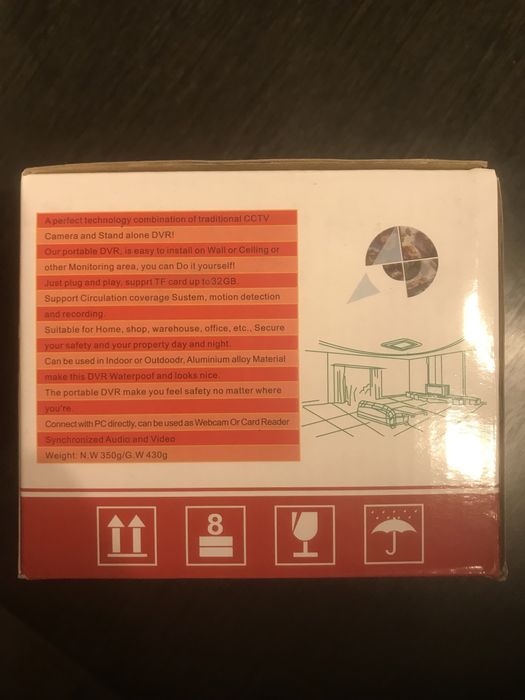 A perfect technology combination of traditional CCTV
Camera and Stand alone DVR!
Our portable DVR, is easy to install on Wall or Ceiling or
other Monitoring area, you can Do it yourself!
Just plug and play, supprt TF card up to 32GB.
Support Circulation coverage Sustem, motion detection
and recording.
Suitable for Home, shop, warehouse, office, etc., Secure
your safety and your property day and night.
Can be used in Indoor or Outdoodr, Aluminium alloy Material
make this DVR Waterpoof and looks nice.
The portable DVR make you feel safety no matter where
you're.
Connect with PC directly, can be used as Webcam Or Card Reader
Synchronized Audio and Video
Weight: N.W 350g/G.W 430g
8